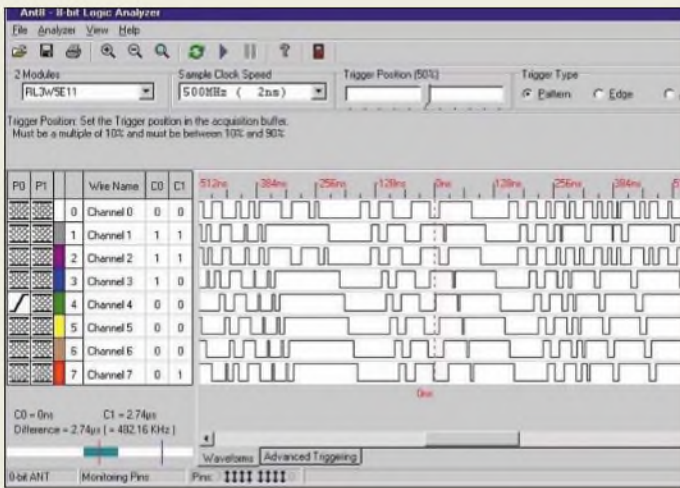 Ant8 - 8-bit Logic Analyzer
File Analyzer View Help
2 Modules
Sample Clock Speed
Trigger Position (50%)
Trigger Type
RL3W5E11
500MHz ( 2ns)
Pattern
Edge
Trigger Position: Set the Trigger position in the acquisition buffer.
Must be a multiple of 10% and must be between 10% and 90%
P0 P1 Wire Name C0 C1
-512ns -384ns -256ns -128ns 0ns 128ns 256ns 384ns
0 Channel 0 0 0
1 Channel 1 1 1
2 Channel 2 1 1
3 Channel 3 1 0
4 Channel 4 0 0
5 Channel 5 0 0
6 Channel 6 0 0
7 Channel 7 0 1
0ns
C0 = 0ns C1 = 2.74µs
Difference = 2.74µs ( = 482.16 KHz )
Waveforms Advanced Triggering
8-bit ANT Monitoring Pins Pins: